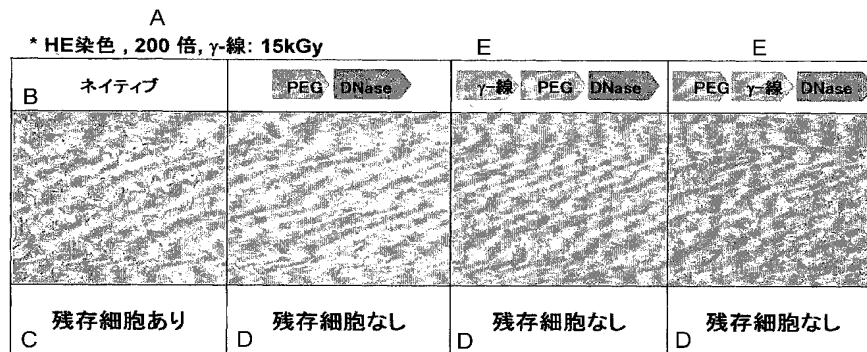 A
* HE染色 , 200 倍, γ-線: 15kGy
E
E
B ネイティブ
PEG DNase
γ-線 PEG DNase
PEG γ-線 DNase
C 残存細胞あり
D 残存細胞なし
D 残存細胞なし
D 残存細胞なし